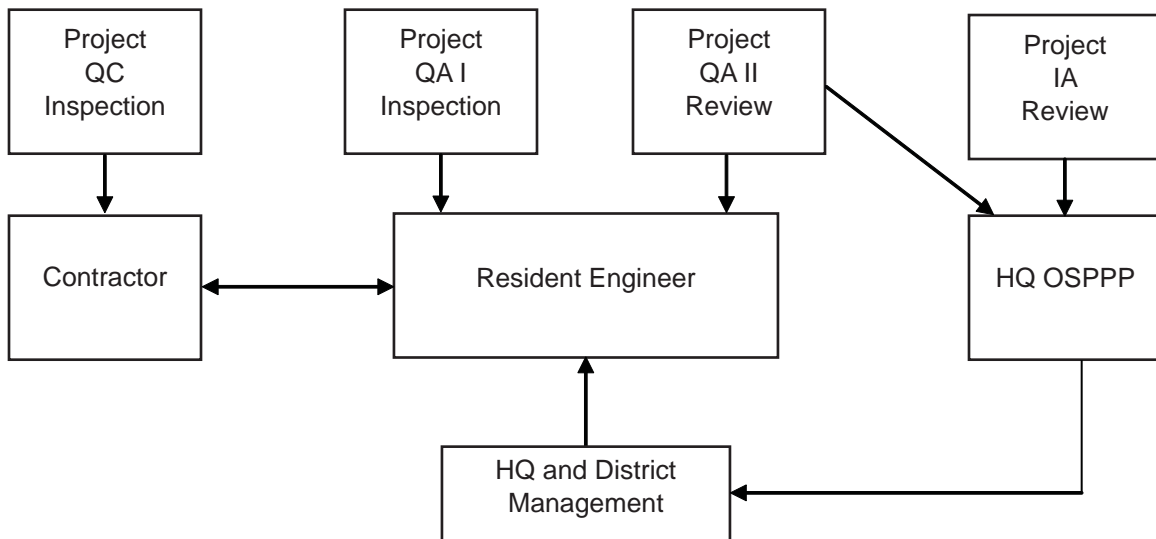 Project
QC
Inspection
Project
QA I
Inspection
Project
QA II
Review
Project
IA
Review
Contractor
Resident Engineer
HQ OSPPP
HQ and District
Management